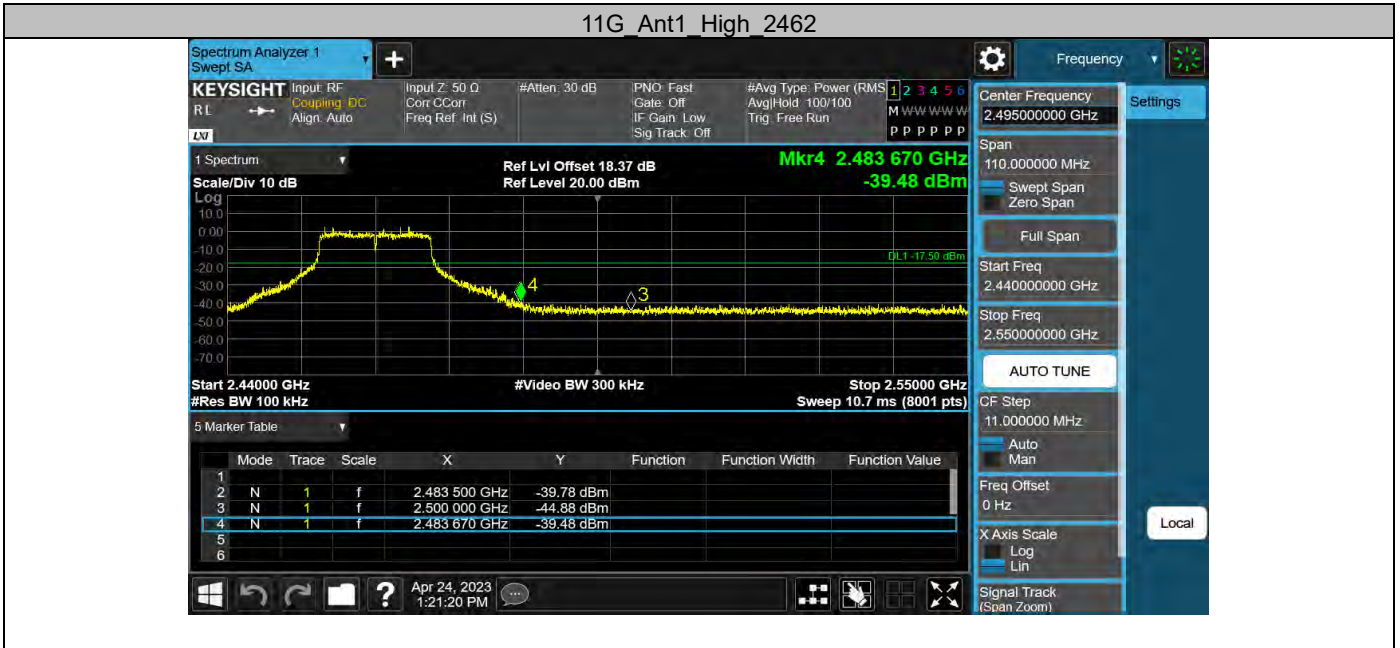 11G_Ant1_High_2462
Spectrum Analyzer 1
Swept SA
Frequency
KEYSIGHT
RL
LXI
Input: RF
Coupling: DC
Align: Auto
Input Z: 50 Ω
Corr CCorr
Freq Ref: Int (S)
#Atten: 30 dB
PNO: Fast
Gate: Off
IF Gain: Low
Sig Track: Off
#Avg Type: Power (RMS
Avg|Hold: 100/100
Trig: Free Run
1 2 3 4 5 6
M W W W W W
P P P P P P
1 Spectrum
Scale/Div 10 dB
Ref Lvl Offset 18.37 dB
Ref Level 20.00 dBm
Mkr4 2.483 670 GHz
-39.48 dBm
Log
10.0
0.00
-10.0
-20.0
-30.0
-40.0
-50.0
-60.0
-70.0
DL1 -17.50 dBm
4
3
Start 2.44000 GHz
#Res BW 100 kHz
#Video BW 300 kHz
Stop 2.55000 GHz
Sweep 10.7 ms (8001 pts)
5 Marker Table
Mode Trace Scale X Y Function Function Width Function Value
1
2 N 1 f 2.483 500 GHz -39.78 dBm
3 N 1 f 2.500 000 GHz -44.88 dBm
4 N 1 f 2.483 670 GHz -39.48 dBm
5
6
?
Apr 24, 2023
1:21:20 PM
Center Frequency
2.495000000 GHz
Settings
Span
110.000000 MHz
Swept Span
Zero Span
Full Span
Start Freq
2.440000000 GHz
Stop Freq
2.550000000 GHz
AUTO TUNE
CF Step
11.000000 MHz
Auto
Man
Freq Offset
0 Hz
Local
X Axis Scale
Log
Lin
Signal Track
(Span Zoom)